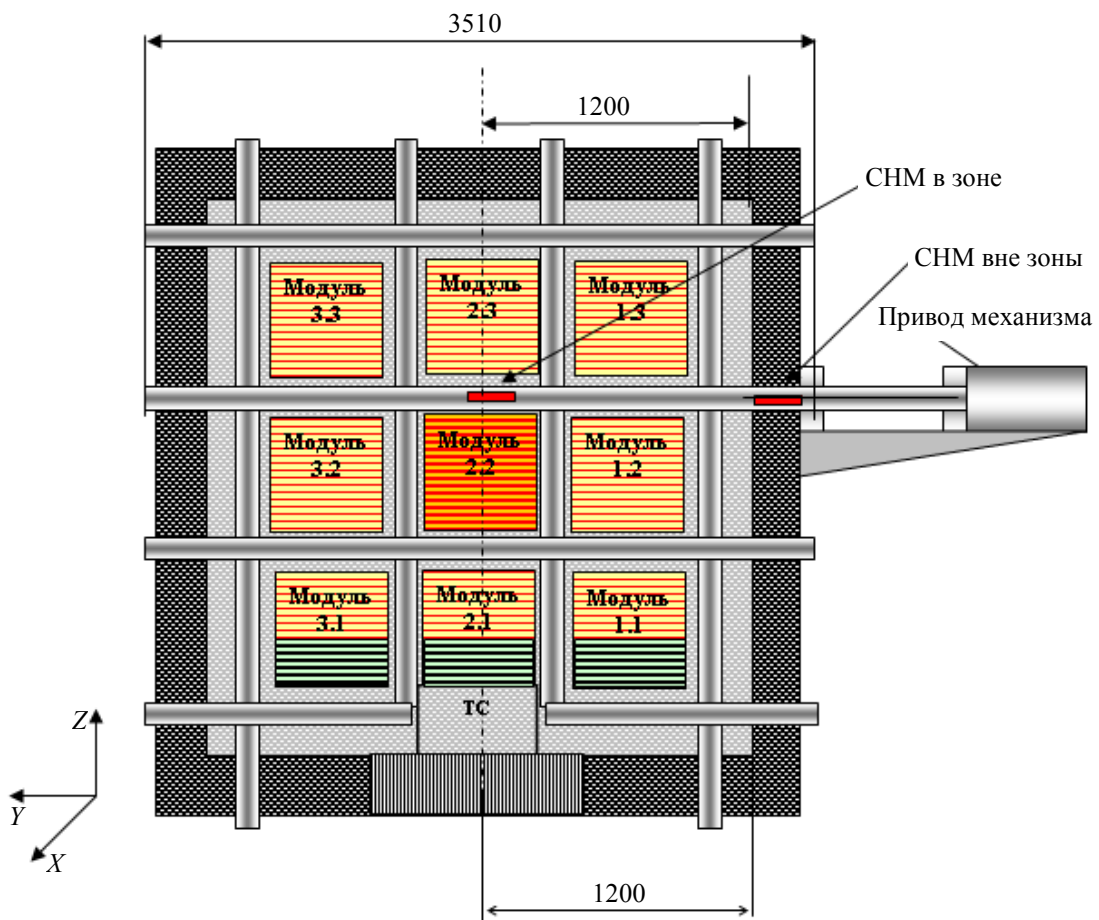 3510
1200
СНМ в зоне
СНМ вне зоны
Привод механизма
Модуль
3.3
Модуль
2.3
Модуль
1.3
Модуль
3.2
Модуль
2.2
Модуль
1.2
Модуль
3.1
Модуль
2.1
Модуль
1.1
ТС
Z
Y
X
1200